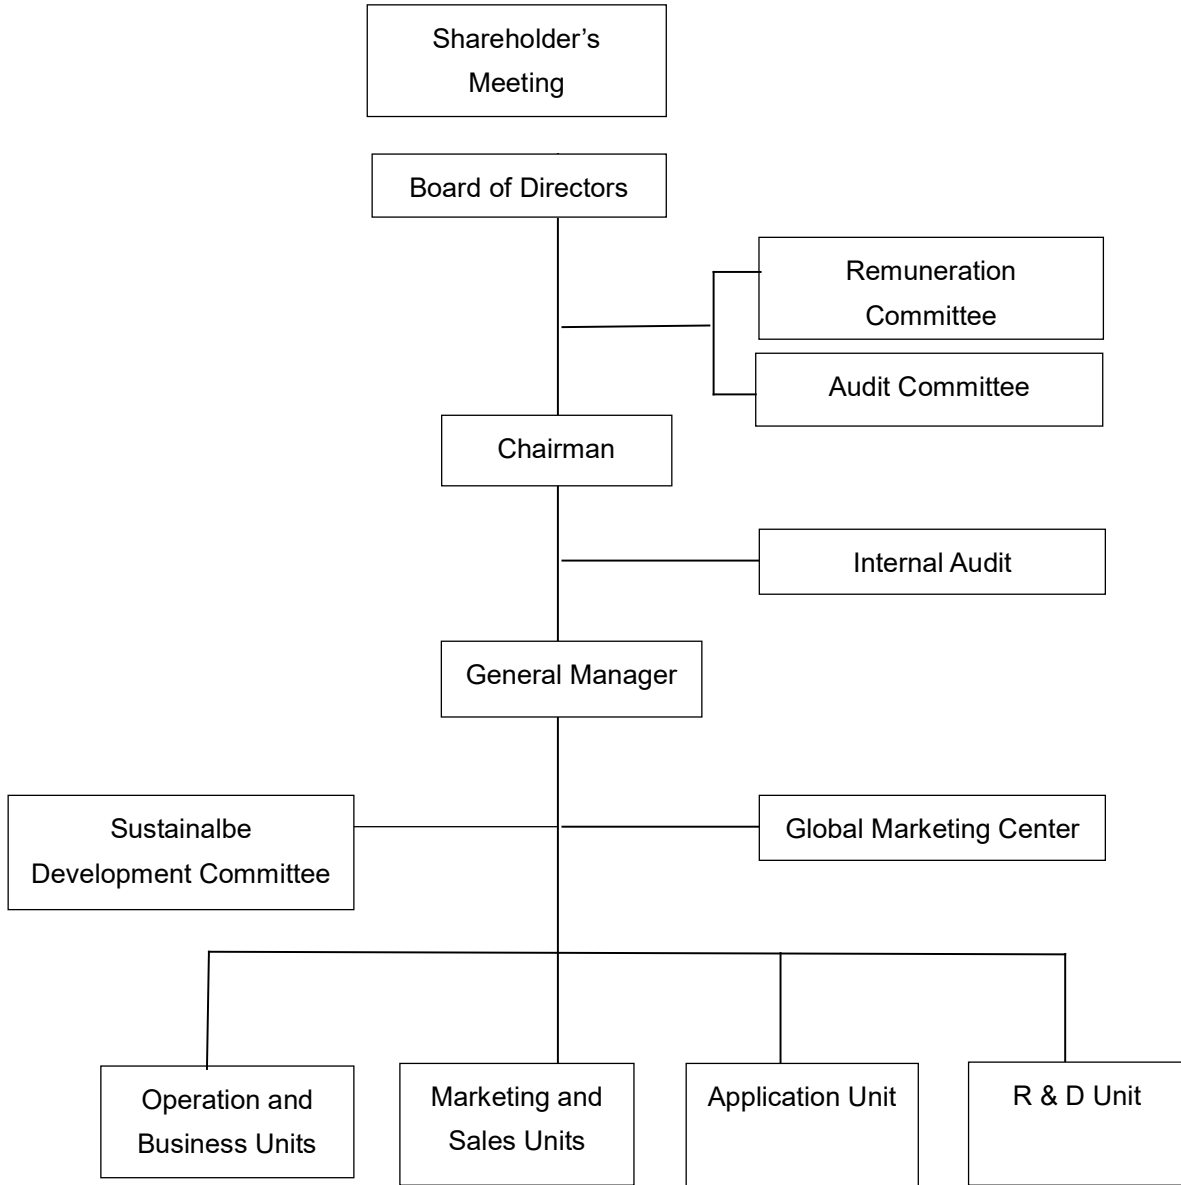 Shareholder’s
Meeting
Board of Directors
Remuneration
Committee
Audit Committee
Chairman
Internal Audit
General Manager
Sustainalbe
Development Committee
Global Marketing Center
Operation and
Business Units
Marketing and
Sales Units
Application Unit
R & D Unit